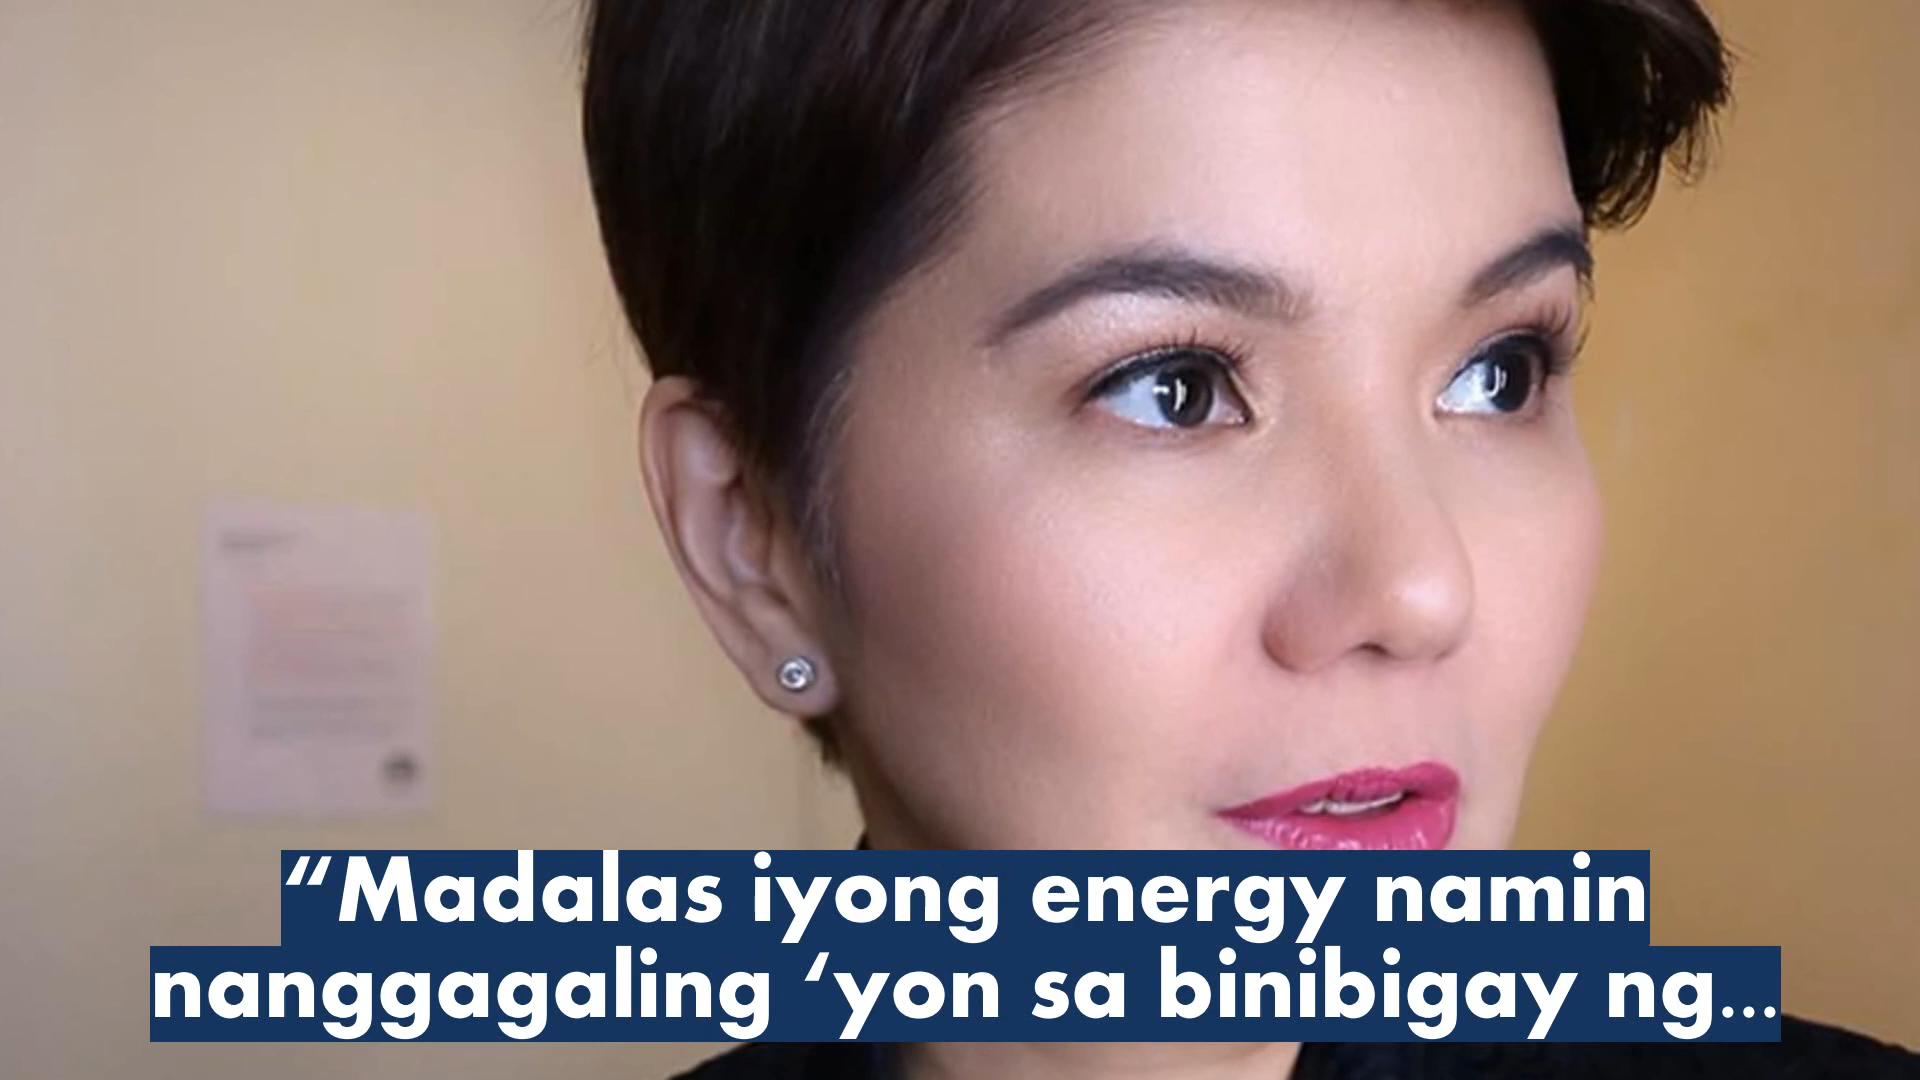 “Madalas iyong energy namin
nanggagaling ‘yon sa binibigay ng...